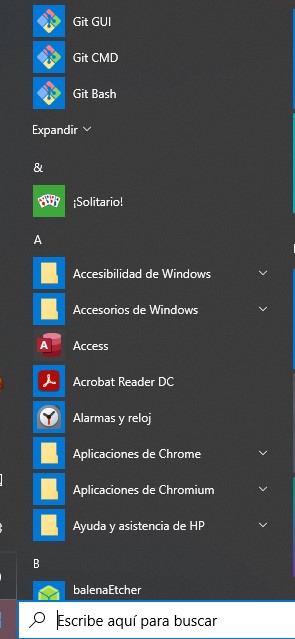 Git GUI
Git CMD
Git Bash
Expandir
&
¡Solitario!
A
Accesibilidad de Windows
Accesorios de Windows
Access
Acrobat Reader DC
Alarmas y reloj
Aplicaciones de Chrome
Aplicaciones de Chromium
Ayuda y asistencia de HP
B
balenaEtcher
Escribe aquí para buscar